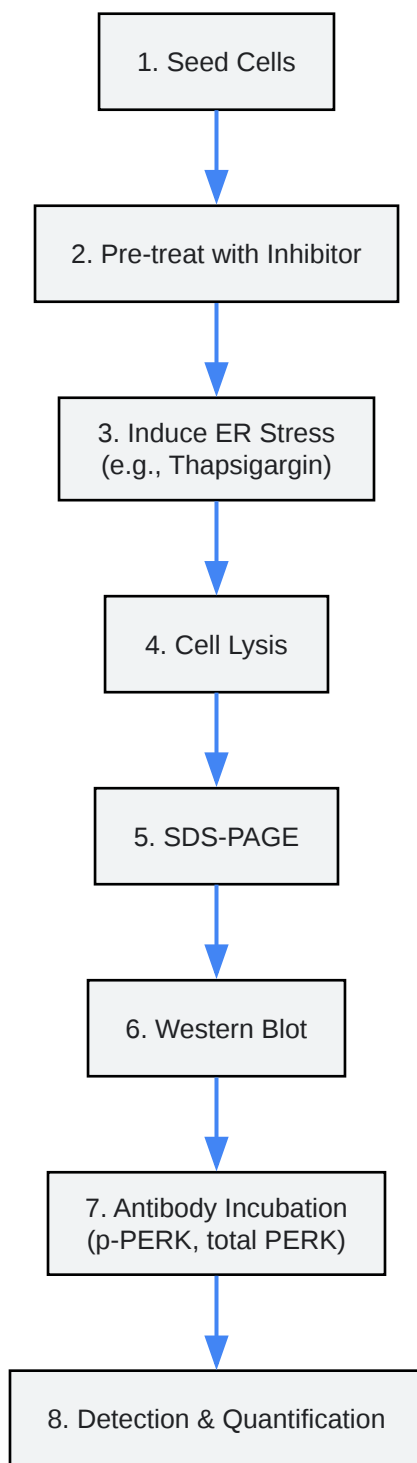 1. Seed Cells
2. Pre-treat with Inhibitor
3. Induce ER Stress
(e.g., Thapsigargin)
4. Cell Lysis
5. SDS-PAGE
6. Western Blot
7. Antibody Incubation
(p-PERK, total PERK)
8. Detection & Quantification